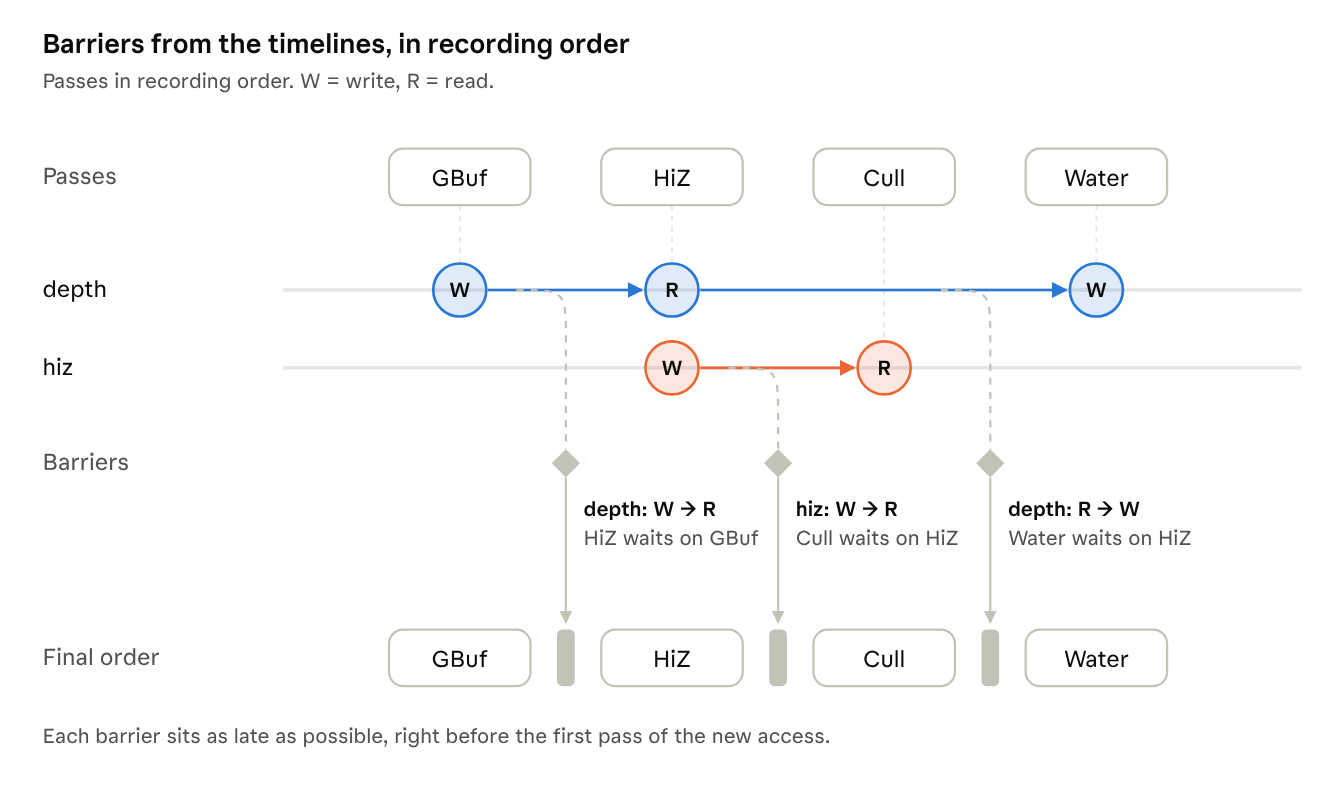 Barriers from the timelines, in recording order
Passes in recording order. W = write, R = read.
Passes
GBuf
HiZ
Cull
Water
depth
W
R
W
hiz
W
R
Barriers
depth: W → R
HiZ waits on GBuf
hiz: W → R
Cull waits on HiZ
depth: R → W
Water waits on HiZ
Final order
GBuf
HiZ
Cull
Water
Each barrier sits as late as possible, right before the first pass of the new access.